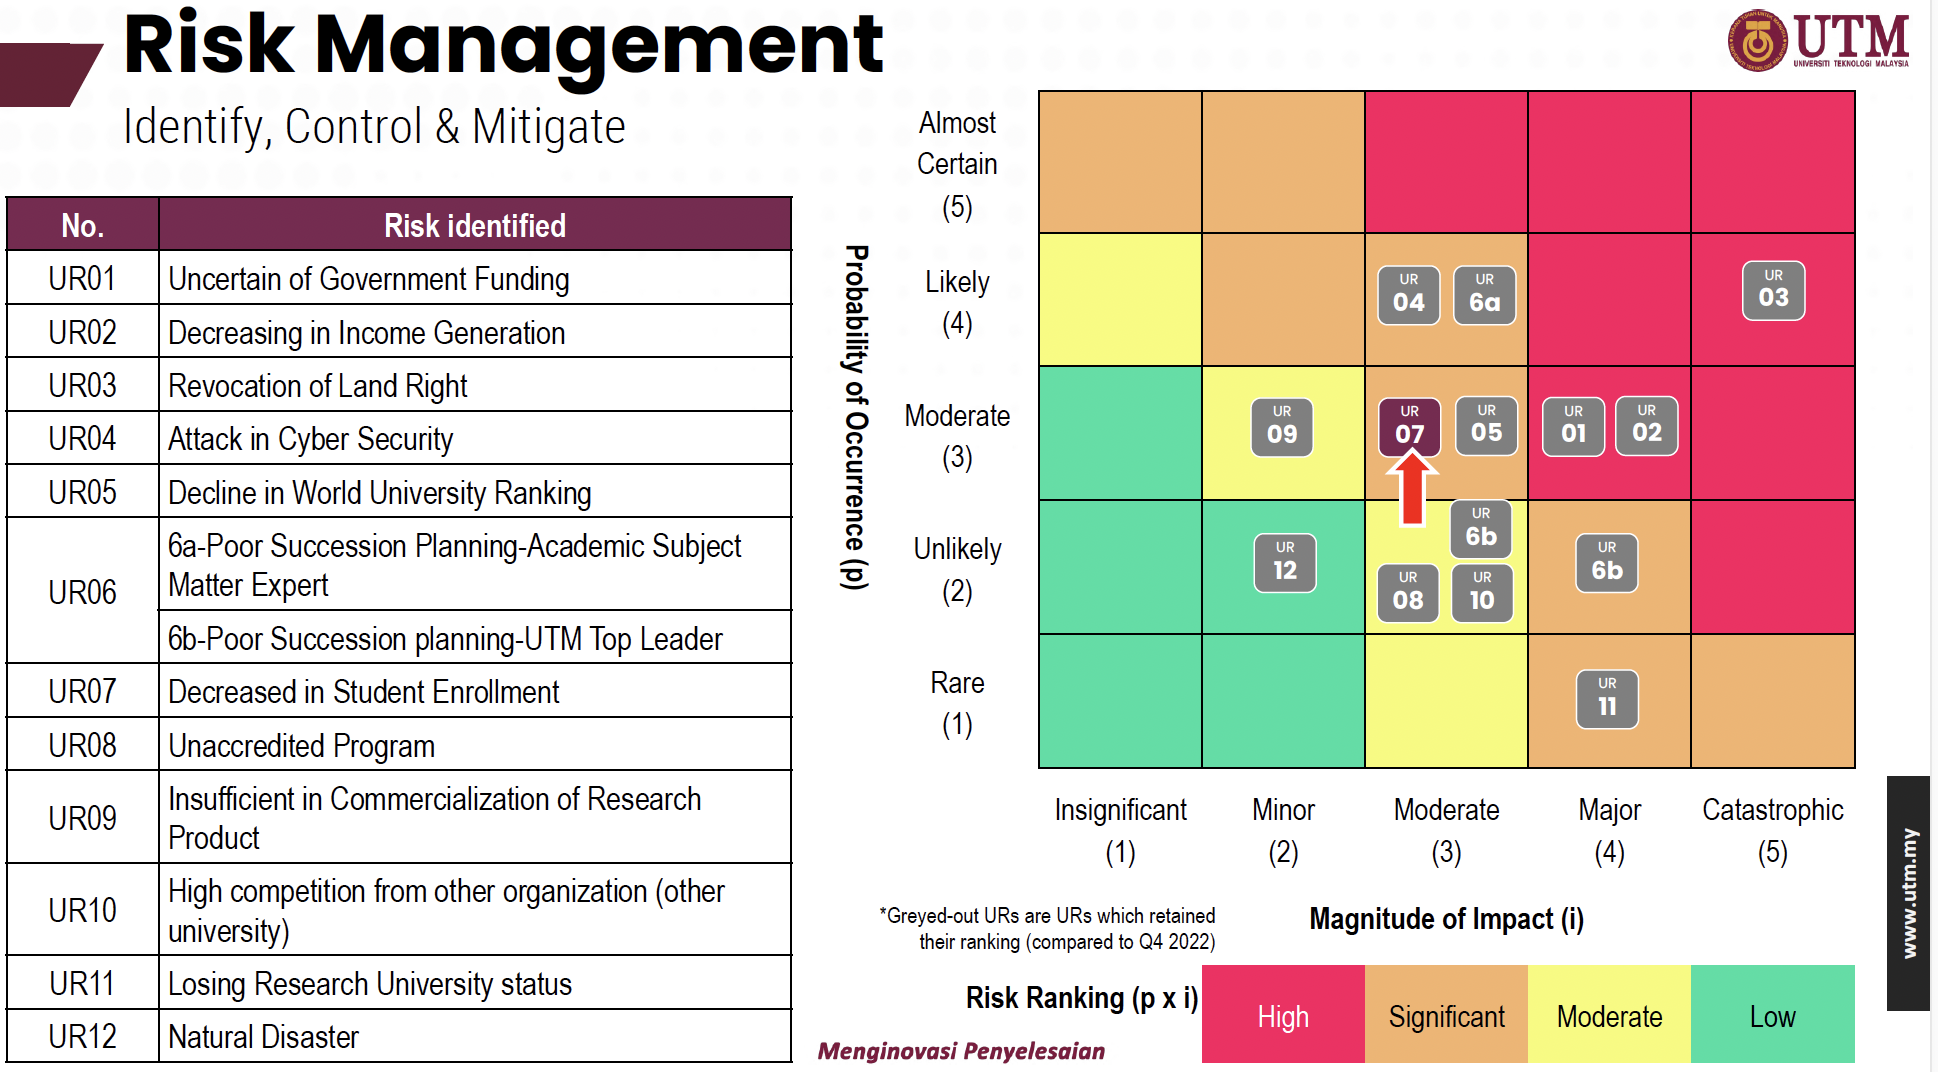 Risk Management
Identify, Control & Mitigate
UTM
UNIVERSITI TEKNOLOGI MALAYSIA
No.
Risk identified
UR01
Uncertain of Government Funding
UR02
Decreasing in Income Generation
UR03
Revocation of Land Right
UR04
Attack in Cyber Security
UR05
Decline in World University Ranking
UR06
6a-Poor Succession Planning-Academic Subject
Matter Expert
6b-Poor Succession planning-UTM Top Leader
UR07
Decreased in Student Enrollment
UR08
Unaccredited Program
UR09
Insufficient in Commercialization of Research
Product
UR10
High competition from other organization (other
university)
UR11
Losing Research University status
UR12
Natural Disaster
Probability of Occurrence (p)
Almost
Certain
(5)
Likely
(4)
UR
04
UR
6a
UR
03
Moderate
(3)
UR
09
UR
07
UR
05
UR
01
UR
02
Unlikely
(2)
UR
12
UR
6b
UR
08
UR
10
UR
6b
Rare
(1)
UR
11
Insignificant
(1)
Minor
(2)
Moderate
(3)
Major
(4)
Catastrophic
(5)
*Greyed-out URs are URs which retained
their ranking (compared to Q4 2022)
Magnitude of Impact (i)
Risk Ranking (p x i)
High
Significant
Moderate
Low
Menginovasi Penyelesaian
www.utm.my